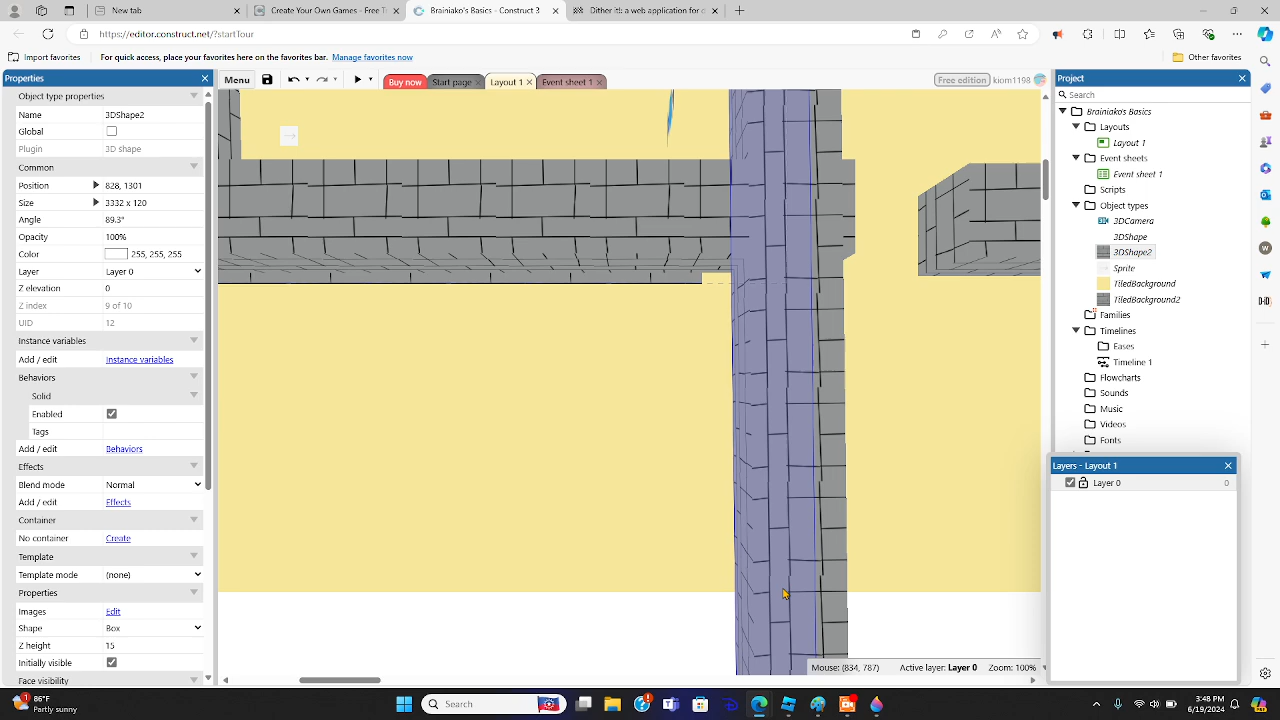 New tab
Create Your Own Games - Free T
Brainiako's Basics - Construct 3
Dither it!: a web application for c
https://editor.construct.net/?startTour
Import favorites
For quick access, place your favorites here on the favorites bar. Manage favorites now
Other favorites
Properties
Menu
Buy now
Start page
Layout 1
Event sheet 1
Free edition
kiom1198
Project
Object type properties
Name 3DShape2
Global
Plugin 3D shape
Common
Position 828, 1301
Size 3332 x 120
Angle 89.3°
Opacity 100%
Color 255, 255, 255
Layer Layer 0
Z elevation 0
Z index 9 of 10
UID 12
Instance variables
Add / edit Instance variables
Behaviors
Solid
Enabled
Tags
Add / edit Behaviors
Effects
Blend mode Normal
Add / edit Effects
Container
No container Create
Template
Template mode (none)
Properties
Images Edit
Shape Box
Z height 15
Initially visible
Face visibility
Search
Brainiako's Basics
Layouts
Layout 1
Event sheets
Event sheet 1
Scripts
Object types
3DCamera
3DShape
3DShape2
Sprite
TiledBackground
TiledBackground2
Families
Timelines
Eases
Timeline 1
Flowcharts
Sounds
Music
Videos
Fonts
Layers - Layout 1
Layer 0 0
Mouse: (834, 787) Active layer: Layer 0 Zoom: 100%
86°F
Partly sunny
Search
3:48 PM
6/19/2024